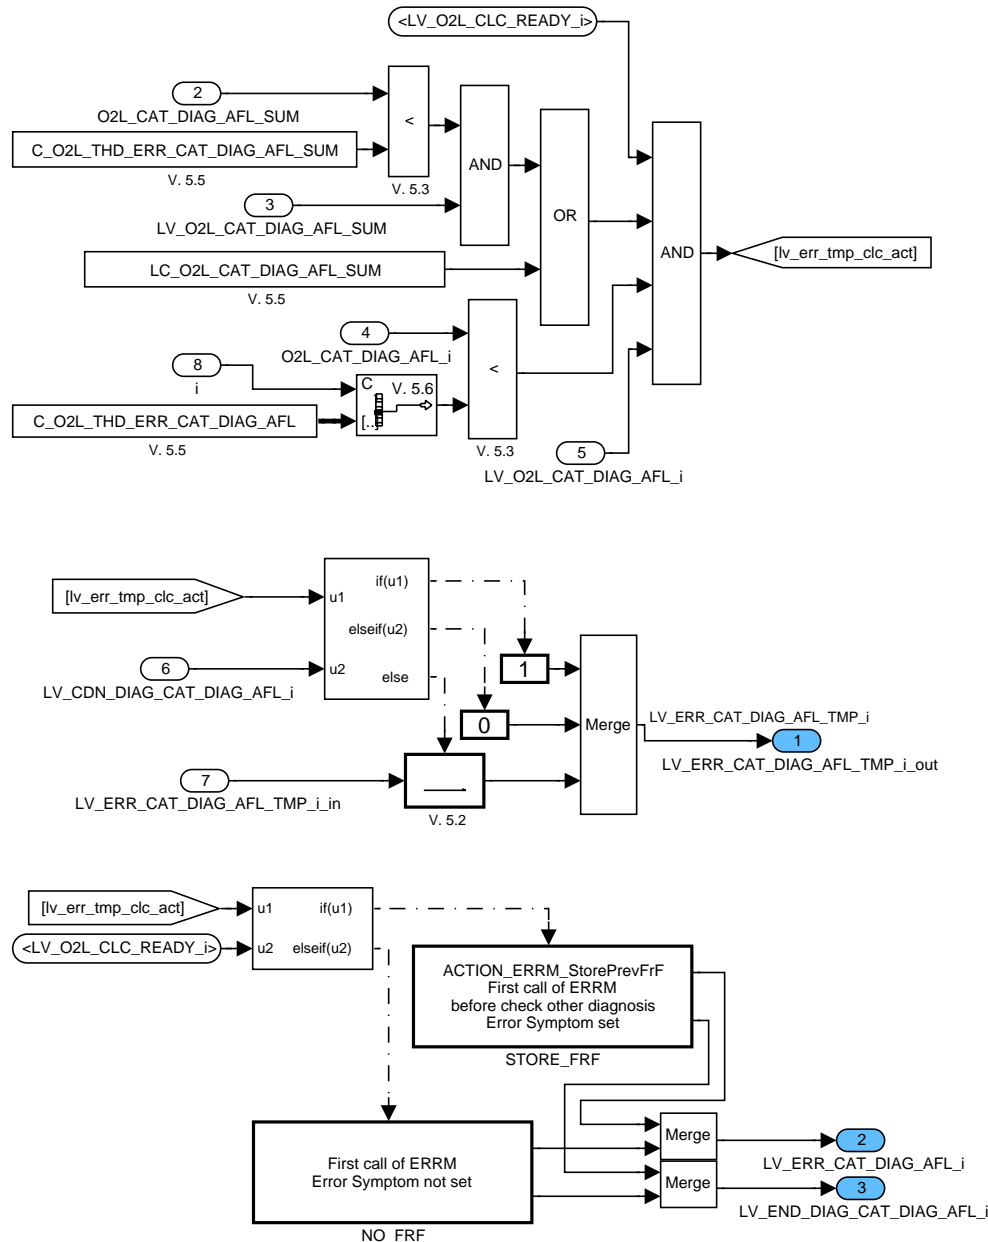 <LV_O2L_CLC_READY_i>
2
O2L_CAT_DIAG_AFL_SUM
<
C_O2L_THD_ERR_CAT_DIAG_AFL_SUM
V. 5.5
V. 5.3
AND
3
LV_O2L_CAT_DIAG_AFL_SUM
OR
AND
[lv_err_tmp_clc_act]
LC_O2L_CAT_DIAG_AFL_SUM
V. 5.5
4
O2L_CAT_DIAG_AFL_i
8
i
C V. 5.6
[..]
<
C_O2L_THD_ERR_CAT_DIAG_AFL
V. 5.5
V. 5.3
5
LV_O2L_CAT_DIAG_AFL_i
[lv_err_tmp_clc_act]
u1
if(u1)
elseif(u2)
6
u2
else
LV_CDN_DIAG_CAT_DIAG_AFL_i
1
0
Merge
LV_ERR_CAT_DIAG_AFL_TMP_i
1
LV_ERR_CAT_DIAG_AFL_TMP_i_out
7
LV_ERR_CAT_DIAG_AFL_TMP_i_in
V. 5.2
[lv_err_tmp_clc_act]
u1
if(u1)
<LV_O2L_CLC_READY_i>
u2
elseif(u2)
ACTION_ERRM_StorePrevFrF
First call of ERRM
before check other diagnosis
Error Symptom set
STORE_FRF
First call of ERRM
Error Symptom not set
NO_FRF
Merge
2
LV_ERR_CAT_DIAG_AFL_i
Merge
3
LV_END_DIAG_CAT_DIAG_AFL_i